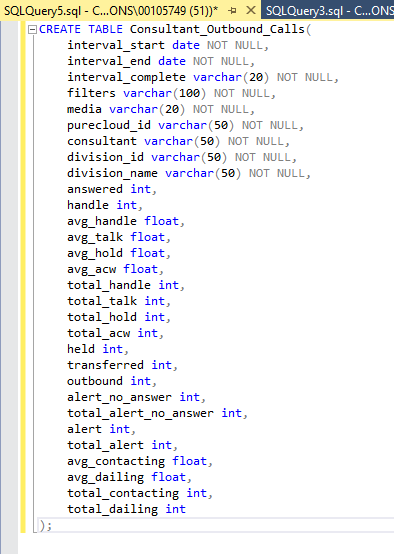 SQLQuery5.sql - C...ONS\00105749 (51))* SQLQuery3.sql - C...ON
CREATE TABLE Consultant_Outbound_Calls(
interval_start date NOT NULL,
interval_end date NOT NULL,
interval_complete varchar(20) NOT NULL,
filters varchar(100) NOT NULL,
media varchar(20) NOT NULL,
purecloud_id varchar(50) NOT NULL,
consultant varchar(50) NOT NULL,
division_id varchar(50) NOT NULL,
division_name varchar(50) NOT NULL,
answered int,
handle int,
avg_handle float,
avg_talk float,
avg_hold float,
avg_acw float,
total_handle int,
total_talk int,
total_hold int,
total_acw int,
held int,
transferred int,
outbound int,
alert_no_answer int,
total_alert_no_answer int,
alert int,
total_alert int,
avg_contacting float,
avg_dailing float,
total_contacting int,
total_dailing int
);